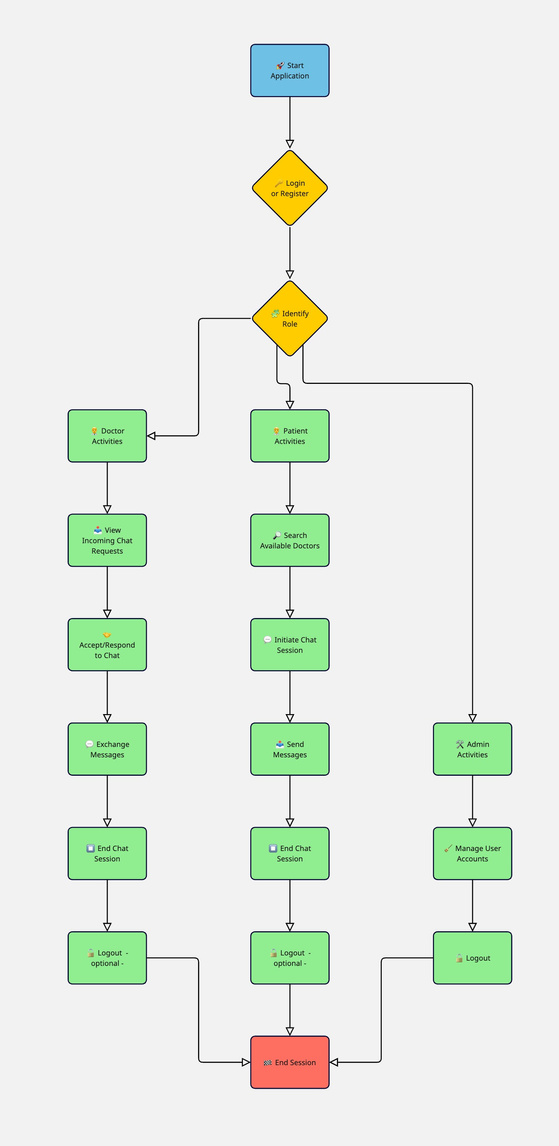 🚀 Start
Application
🔑 Login
or Register
Identify
Role
Doctor
Activities
Patient
Activities
📥 View
Incoming Chat
Requests
🔎 Search
Available Doctors
🤝
Accept/Respond
to Chat
💬 Initiate Chat
Session
💬 Exchange
Messages
📤 Send
Messages
🛠️ Admin
Activities
⏹️ End Chat
Session
⏹️ End Chat
Session
Manage User
Accounts
🔓 Logout -
optional -
🔓 Logout -
optional -
🔓 Logout
🏁 End Session